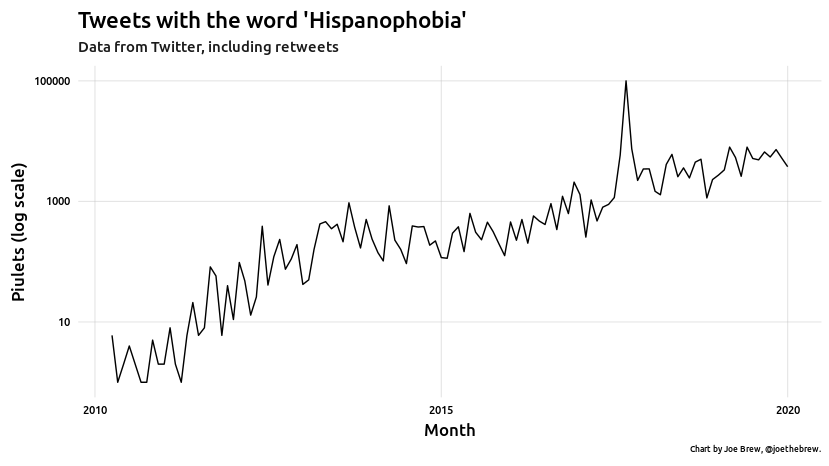 Tweets with the word 'Hispanophobia'
Data from Twitter, including retweets
100000
1000
10
Piulets (log scale)
2010
2015
2020
Month
Chart by Joe Brew, @joethebrew.